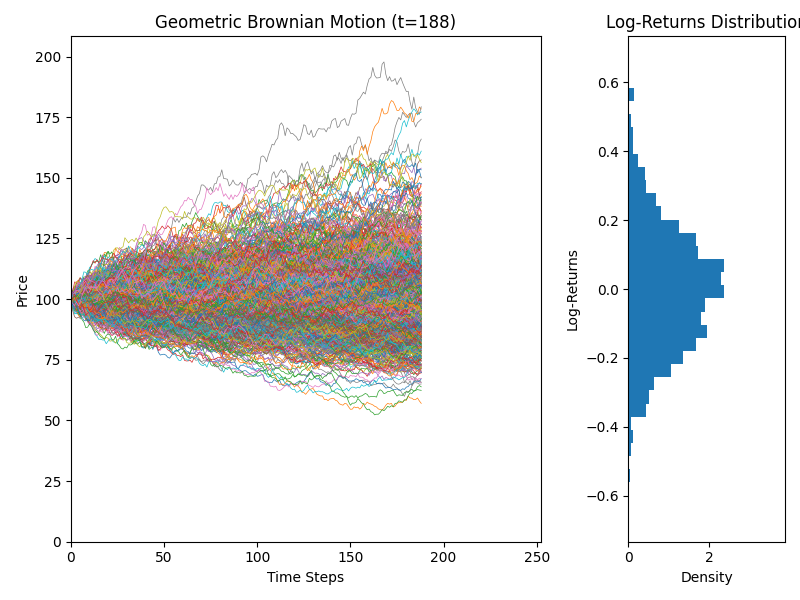 Geometric Brownian Motion (t=188)
Log-Returns Distribution
Price
200
175
150
125
100
75
50
25
0
0 50 100 150 200 250
Time Steps
Log-Returns
0.6
0.4
0.2
0.0
−0.2
−0.4
−0.6
0 2
Density